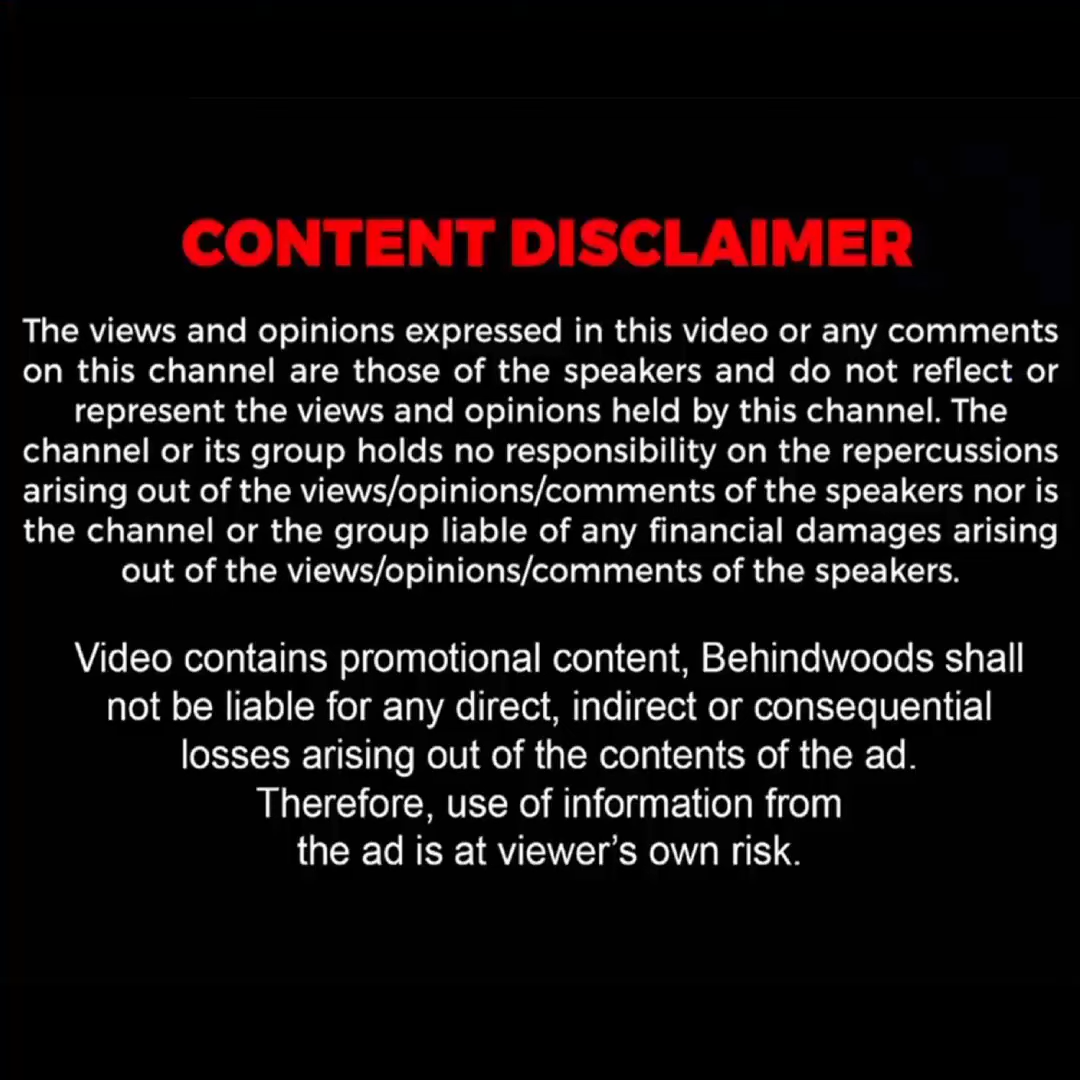 CONTENT DISCLAIMER
The views and opinions expressed in this video or any comments
on this channel are those of the speakers and do not reflect or
represent the views and opinions held by this channel. The
channel or its group holds no responsibility on the repercussions
arising out of the views/opinions/comments of the speakers nor is
the channel or the group liable of any financial damages arising
out of the views/opinions/comments of the speakers.
Video contains promotional content, Behindwoods shall
not be liable for any direct, indirect or consequential
losses arising out of the contents of the ad.
Therefore, use of information from
the ad is at viewer’s own risk.